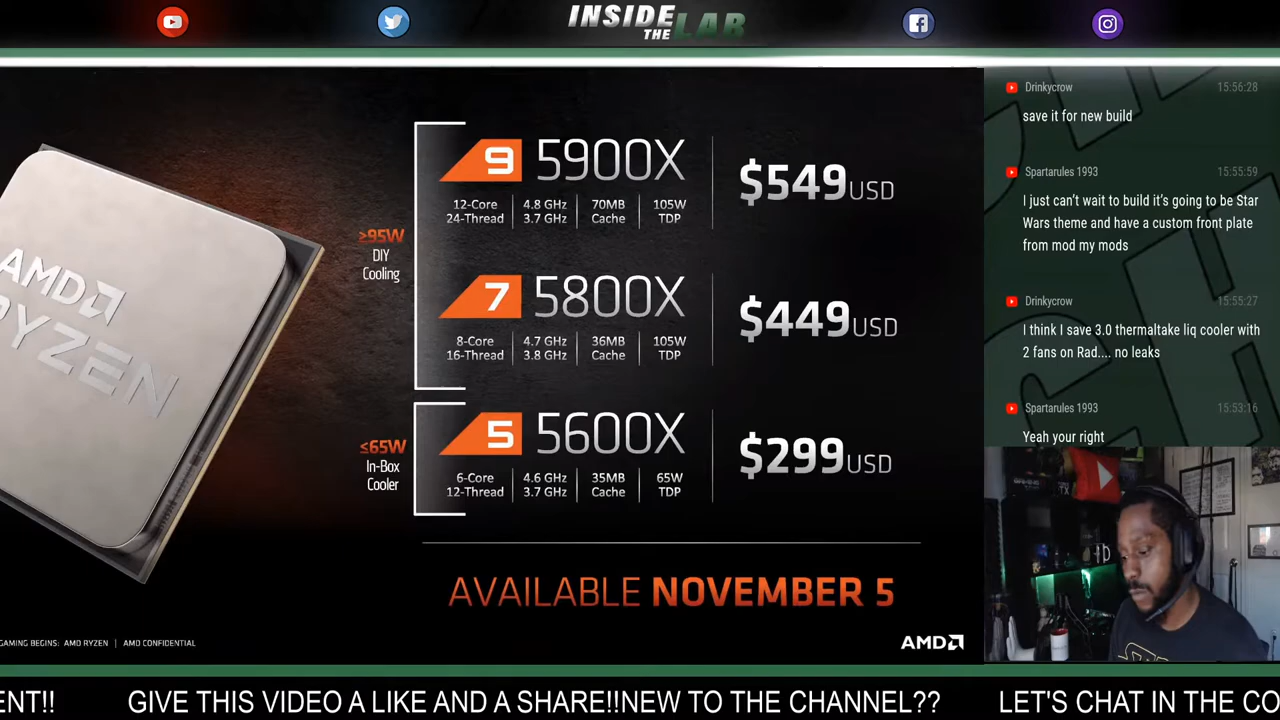 INSIDE
THE LAB
AMD
RYZEN
≥95W
DIY
Cooling
9 5900X
12-Core
24-Thread
4.8 GHz
3.7 GHz
70MB
Cache
105W
TDP
$549USD
7 5800X
8-Core
16-Thread
4.7 GHz
3.8 GHz
36MB
Cache
105W
TDP
$449USD
≤65W
In-Box
Cooler
5 5600X
6-Core
12-Thread
4.6 GHz
3.7 GHz
35MB
Cache
65W
TDP
$299USD
AVAILABLE NOVEMBER 5
GAMING BEGINS: AMD RYZEN | AMD CONFIDENTIAL
AMD
Drinkycrow 15:56:28
save it for new build
Spartarules 1993 15:55:59
I just can't wait to build it's going to be Star
Wars theme and have a custom front plate
from mod my mods
Drinkycrow 15:55:27
I think I save 3.0 thermaltake liq cooler with
2 fans on Rad.... no leaks
Spartarules 1993 15:53:16
Yeah your right
ENT!! GIVE THIS VIDEO A LIKE AND A SHARE!!NEW TO THE CHANNEL?? LET'S CHAT IN THE CO